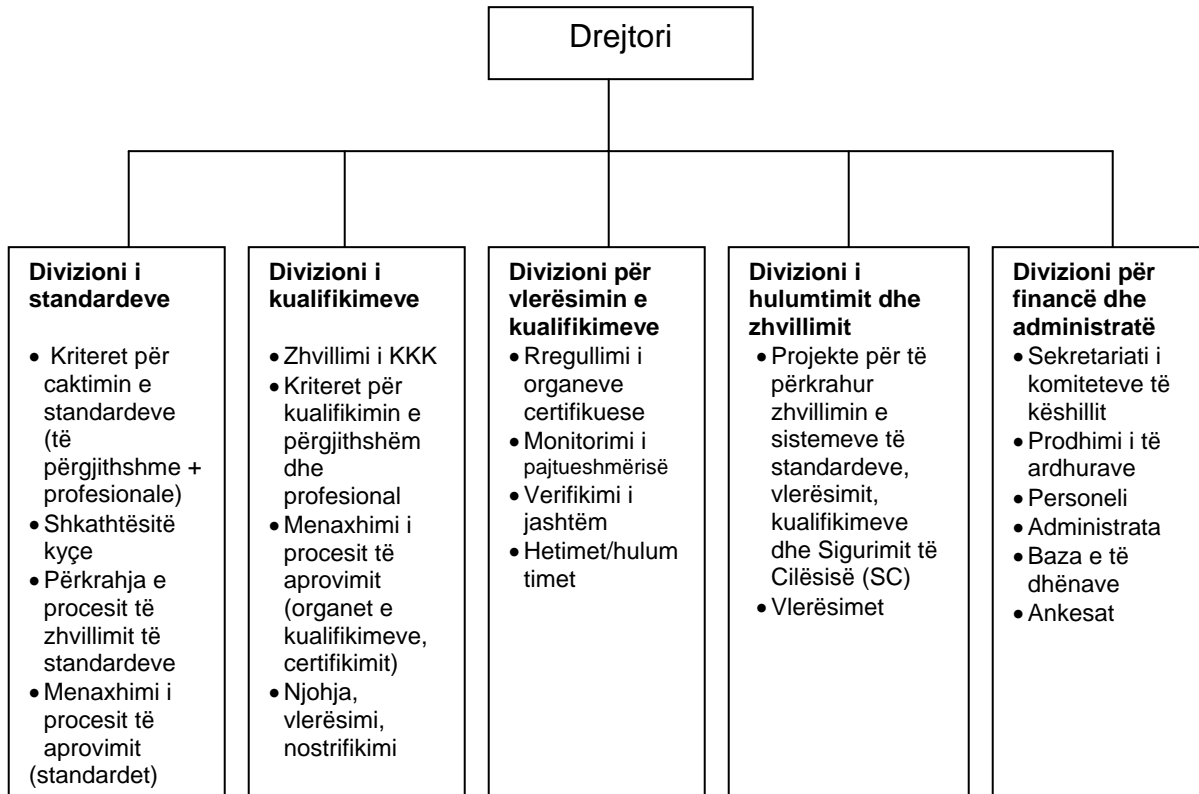 Drejtori
Divizioni i
standardeve
• Kriteret për
caktimin e
standardeve
(të
përgjithshme +
profesionale)
• Shkathtësitë
kyçe
• Përkrahja e
procesit të
zhvillimit të
standardeve
• Menaxhimi i
procesit të
aprovimit
(standardet)
Divizioni i
kualifikimeve
• Zhvillimi i KKK
• Kriteret për
kualifikimin e
përgjithshëm
dhe
profesional
• Menaxhimi i
procesit të
aprovimit
(organet e
kualifikimeve,
certifikimit)
• Njohja,
vlerësimi,
nostrifikimi
Divizioni për
vlerësimin e
kualifikimeve
• Rregullimi i
organeve
certifikuese
• Monitorimi i
pajtueshmërisë
• Verifikimi i
jashtëm
• Hetimet/hulum
timet
Divizioni i
hulumtimit dhe
zhvillimit
• Projekte për të
përkrahur
zhvillimin e
sistemeve të
standardeve,
vlerësimit,
kualifikimeve
dhe Sigurimit të
Cilësisë (SC)
• Vlerësimet
Divizioni për
financë dhe
administratë
• Sekretariati i
komiteteve të
këshillit
• Prodhimi i të
ardhurave
• Personeli
• Administrata
• Baza e të
dhënave
• Ankesat